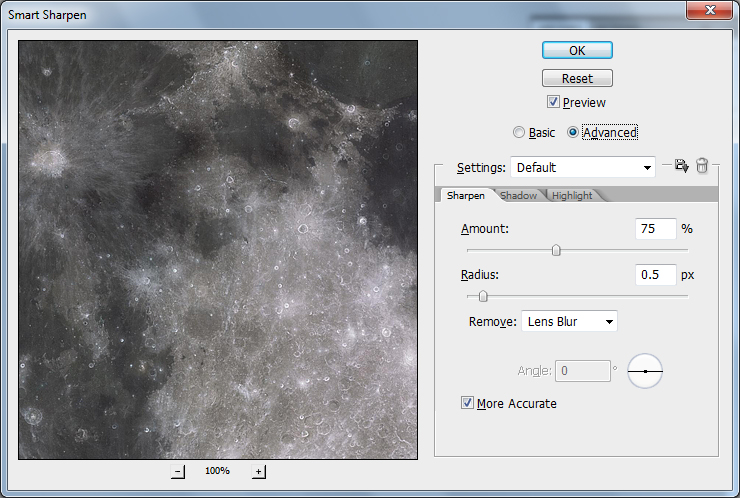 Smart Sharpen
OK
Reset
Preview
Basic Advanced
Settings: Default
Sharpen Shadow Highlight
Amount: 75 %
Radius: 0.5 px
Remove: Lens Blur
Angle: 0 °
More Accurate
- 100% +